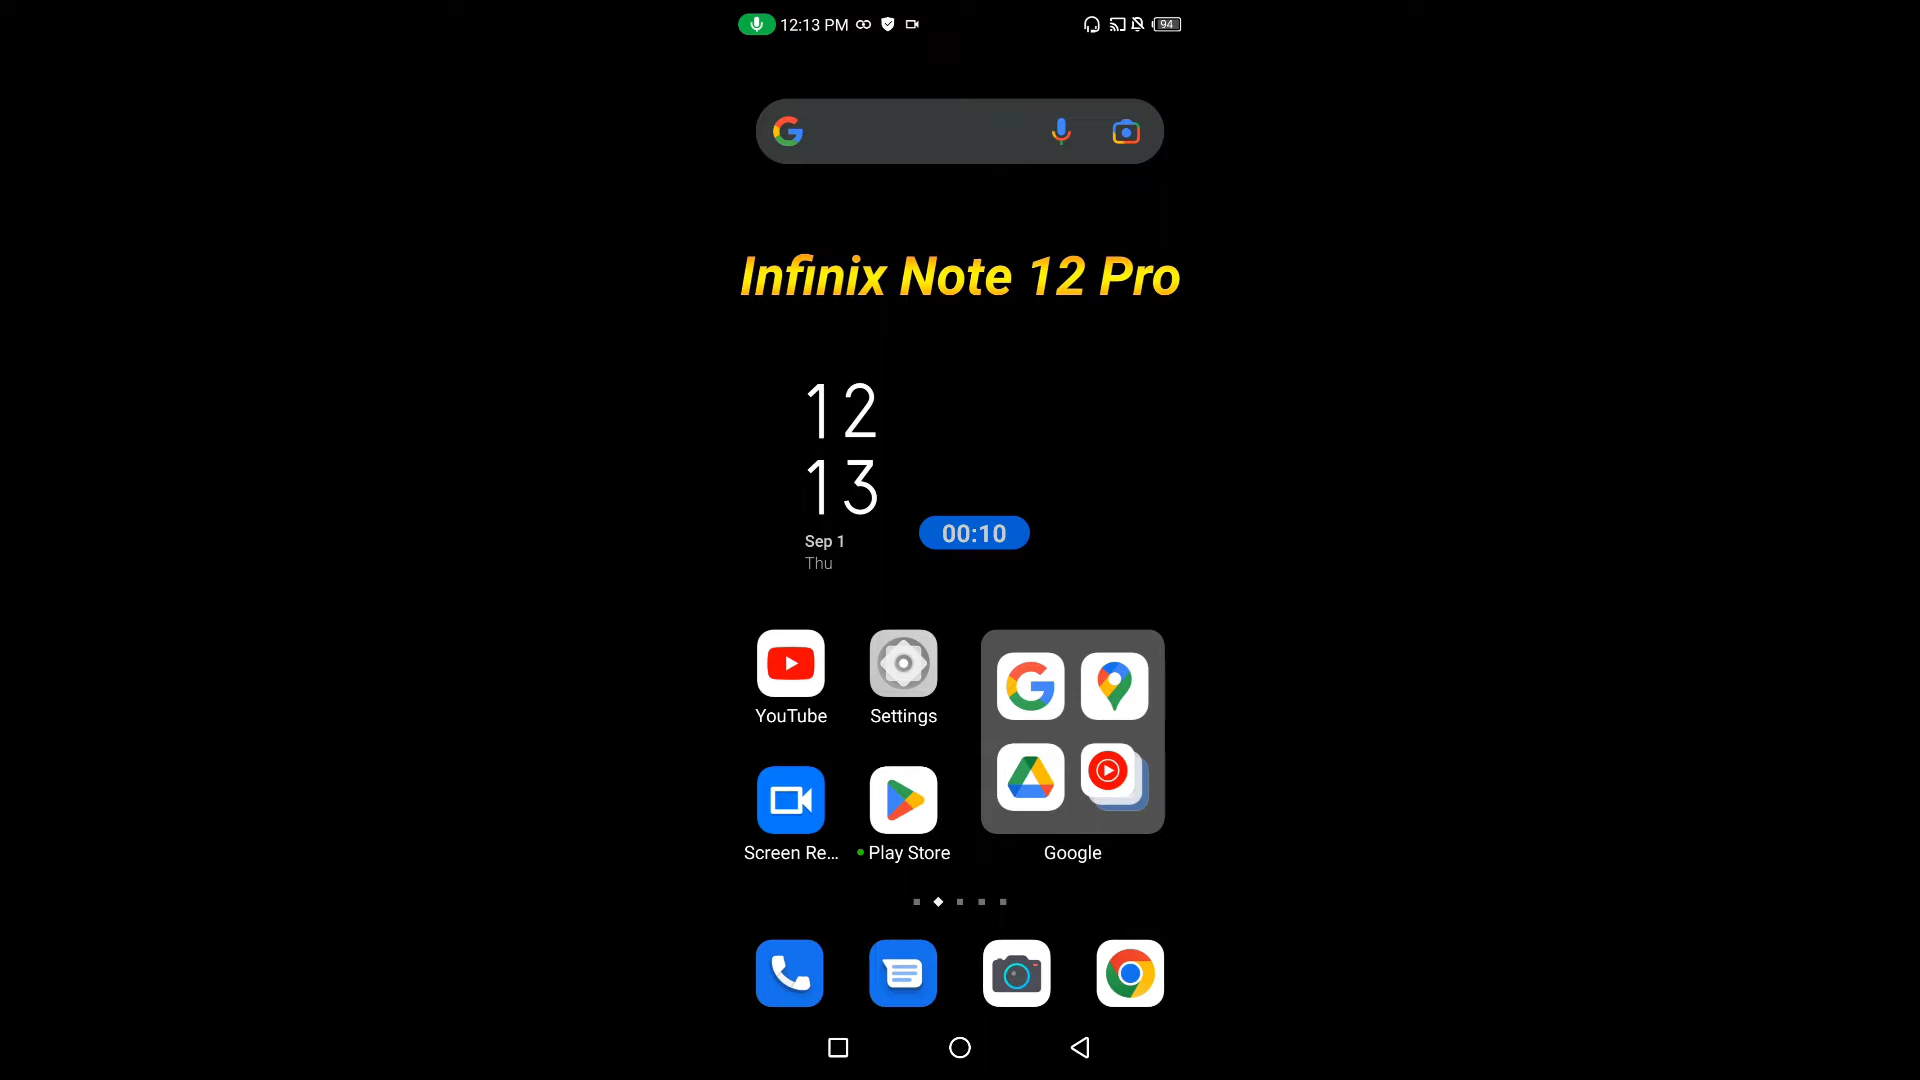 12:13 PM
94
Infinix Note 12 Pro
12
13
Sep 1
Thu
00:10
YouTube
Settings
Screen Re...
Play Store
Google